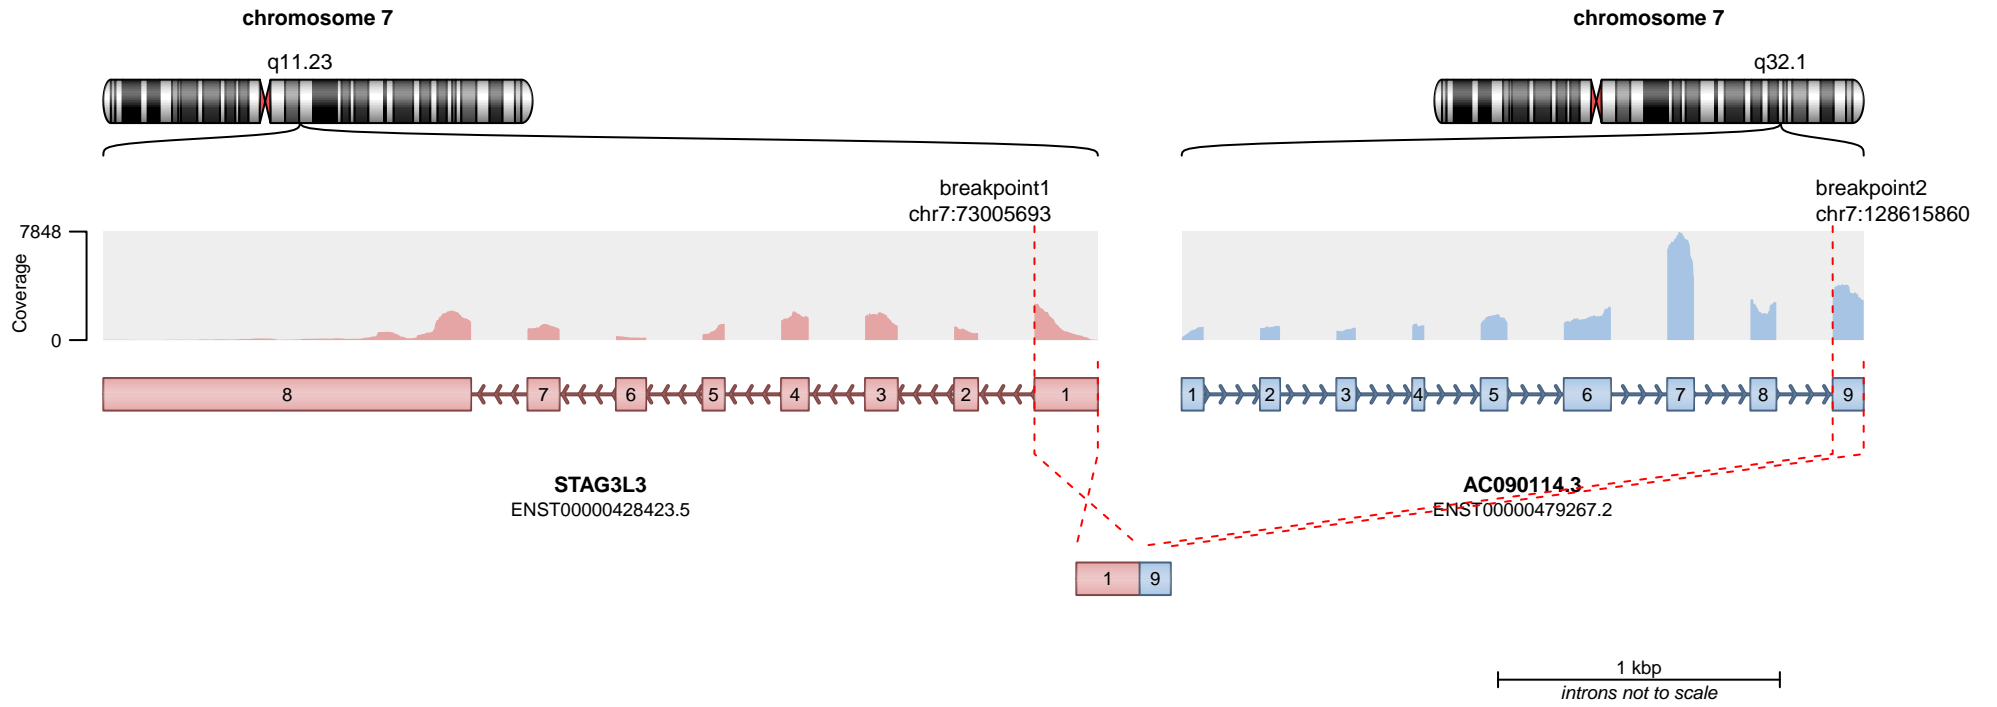 chromosome 7
chromosome 7
q11.23
q32.1
breakpoint1
chr7:73005693
breakpoint2
chr7:128615860
7848
Coverage
0
8 7 6 5 4 3 2 1
1 2 3 4 5 6 7 8 9
STAG3L3
ENST00000428423.5
AC090114.3
ENST00000479267.2
1 9
1 kbp
introns not to scale